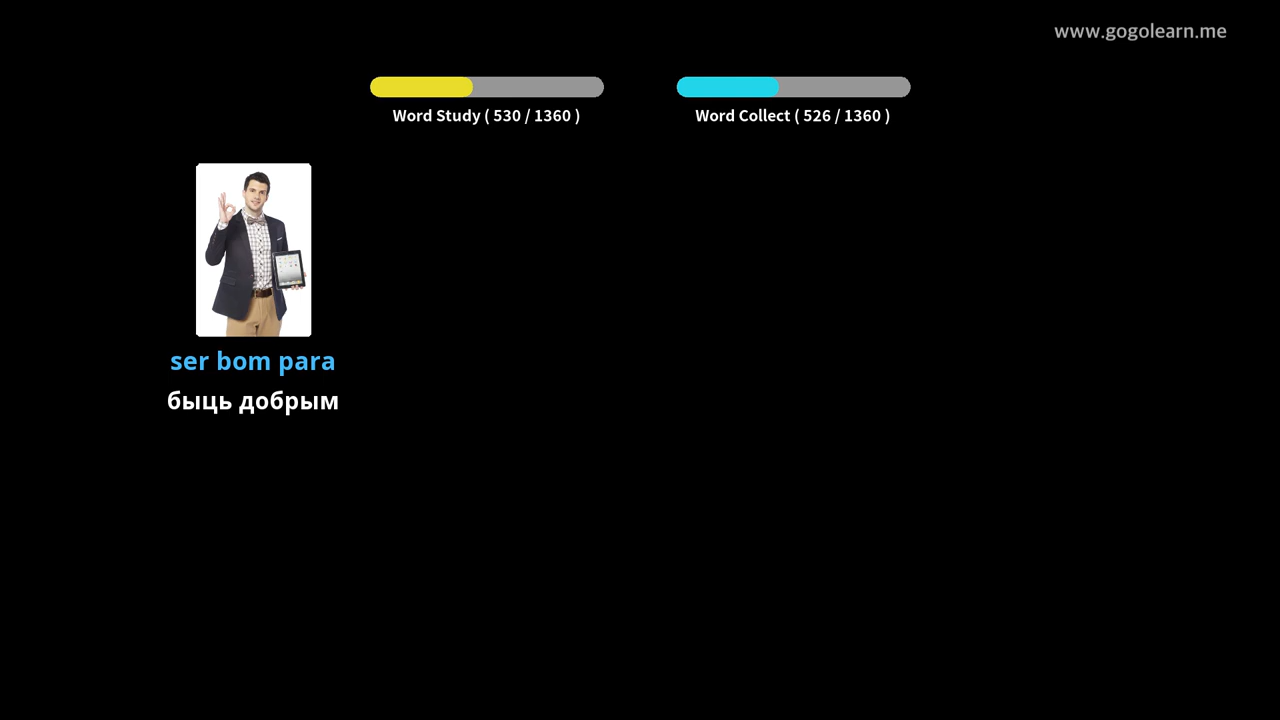 www.gogolearn.me
Word Study ( 530 / 1360 )
Word Collect ( 526 / 1360 )
ser bom para
быць добрым